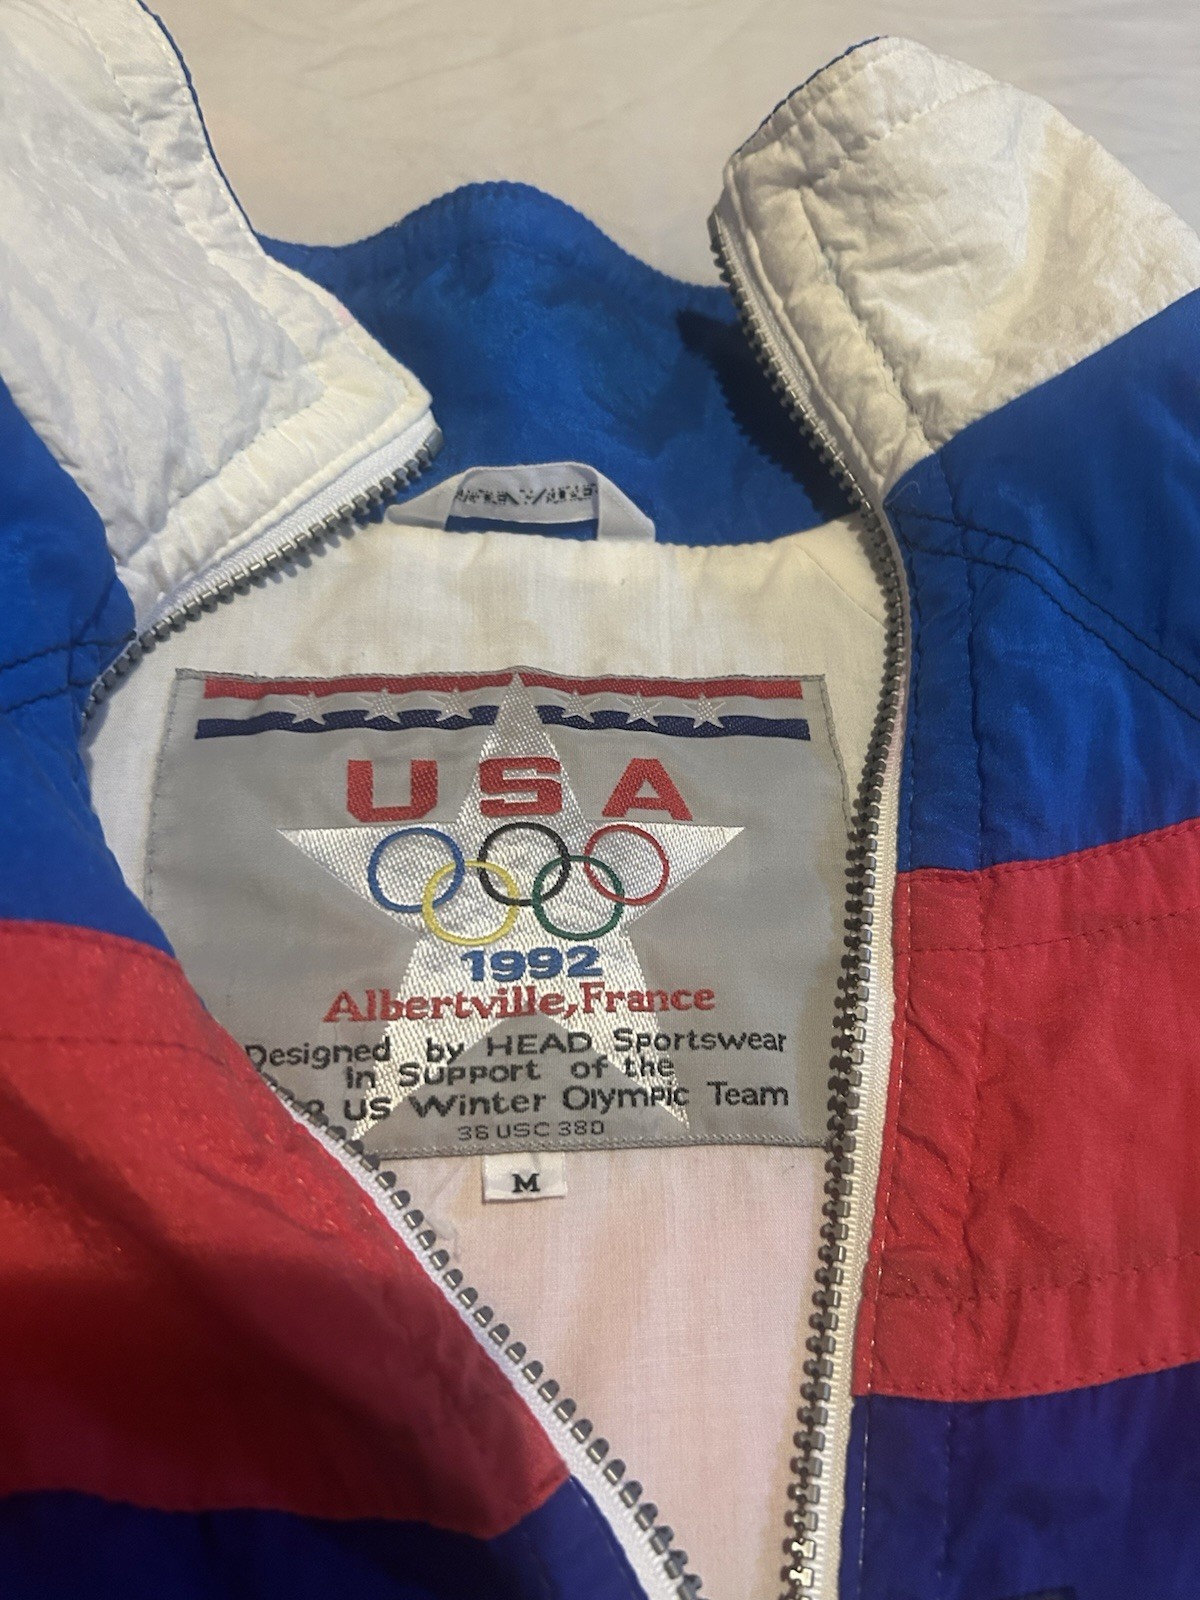 USA
1992
Albertville, France
Designed by HEAD Sportswear
In Support of the
US Winter Olympic Team
36 USC 380
M